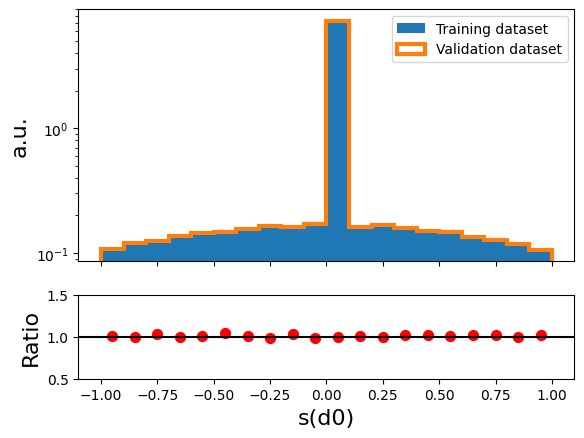 Training dataset
Validation dataset
a.u.
10⁰
10⁻¹
Ratio
1.5
1.0
0.5
−1.00 −0.75 −0.50 −0.25 0.00 0.25 0.50 0.75 1.00
s(d0)